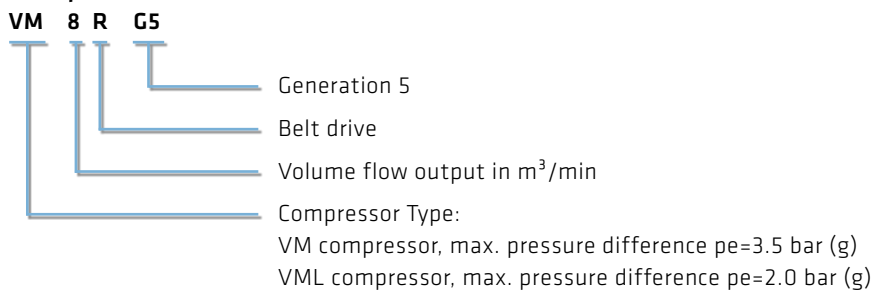 VM 8 R G5
Generation 5
Belt drive
Volume flow output in m³/min
Compressor Type:
VM compressor, max. pressure difference pe=3.5 bar (g)
VML compressor, max. pressure difference pe=2.0 bar (g)